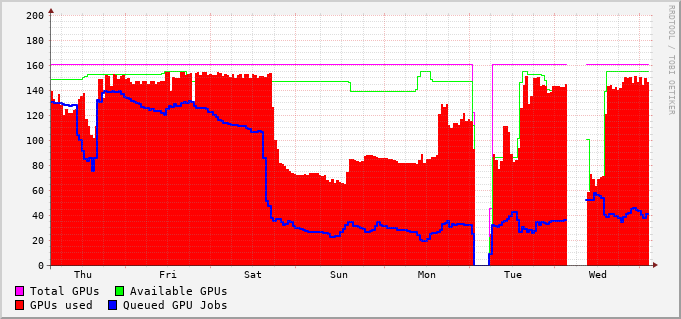 200
180
160
140
120
100
80
60
40
20
0
Thu Fri Sat Sun Mon Tue Wed
Total GPUs Available GPUs
GPUs used Queued GPU Jobs
RRDTOOL / TOBI OETIKER